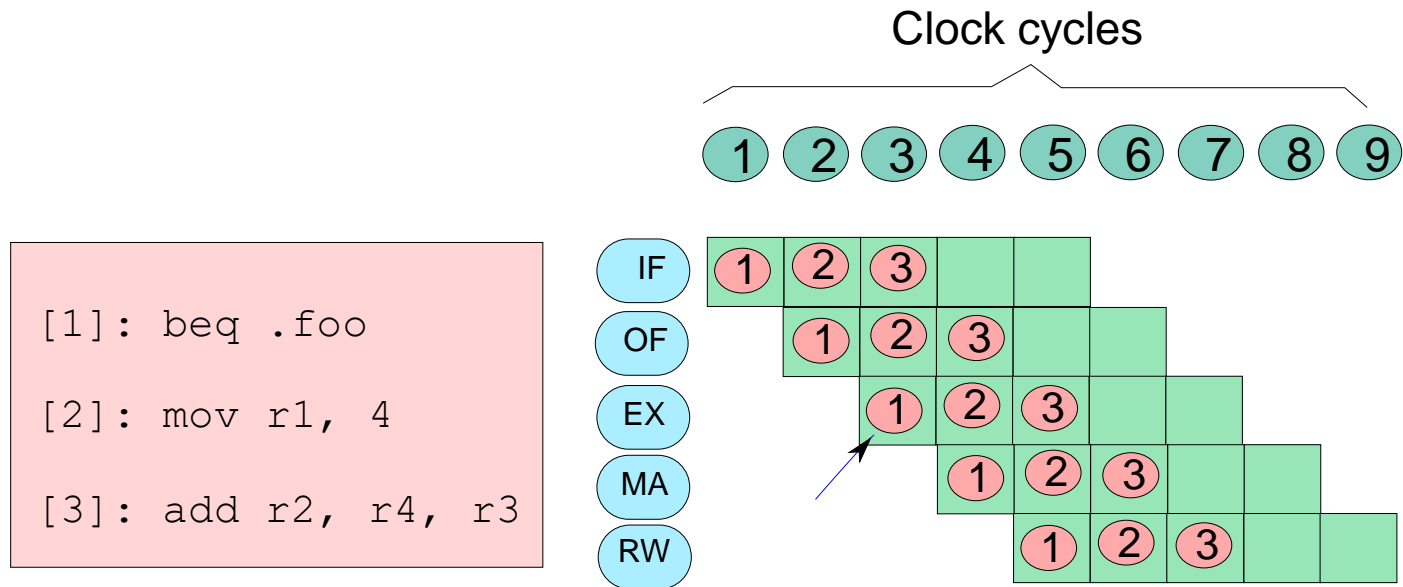 Clock cycles
1 2 3 4 5 6 7 8 9
[1]: beq .foo
[2]: mov r1, 4
[3]: add r2, r4, r3
IF 1 2 3
OF 1 2 3
EX 1 2 3
MA 1 2 3
RW 1 2 3